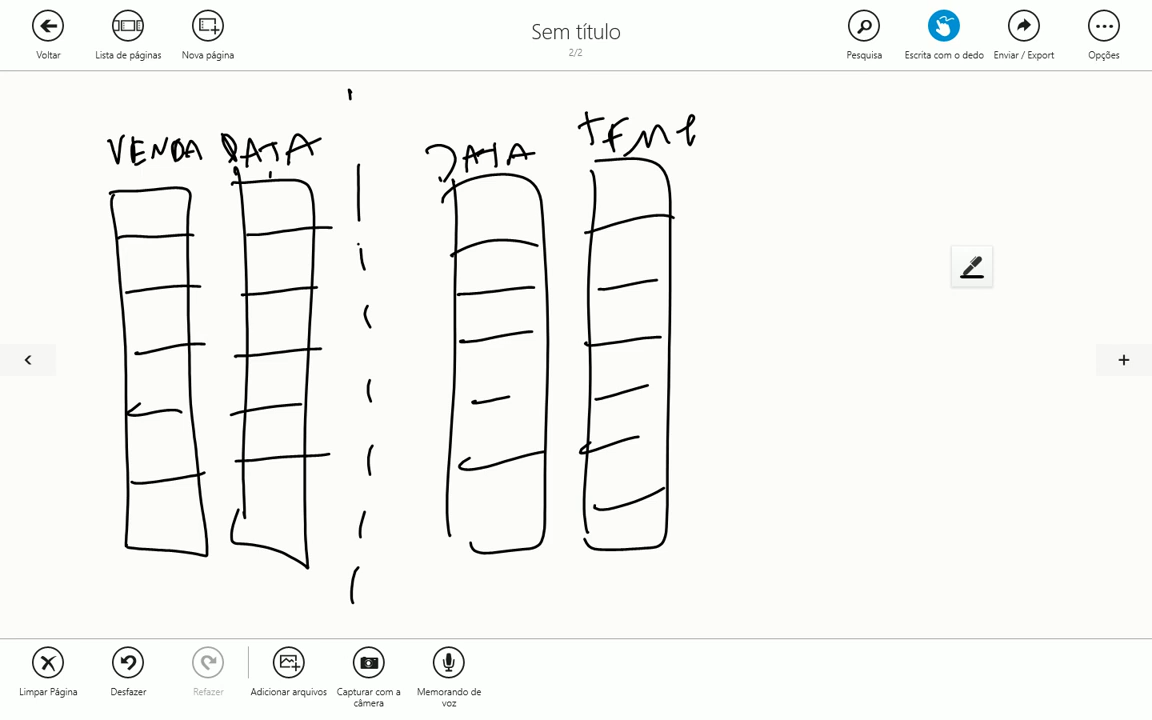 Sem título
2/2
Voltar
Lista de páginas
Nova página
Pesquisa
Escrita com o dedo
Enviar / Export
Opções
VENDA DATA
DATA
Limpar Página
Desfazer
Refazer
Adicionar arquivos
Capturar com a
câmera
Memorando de
voz